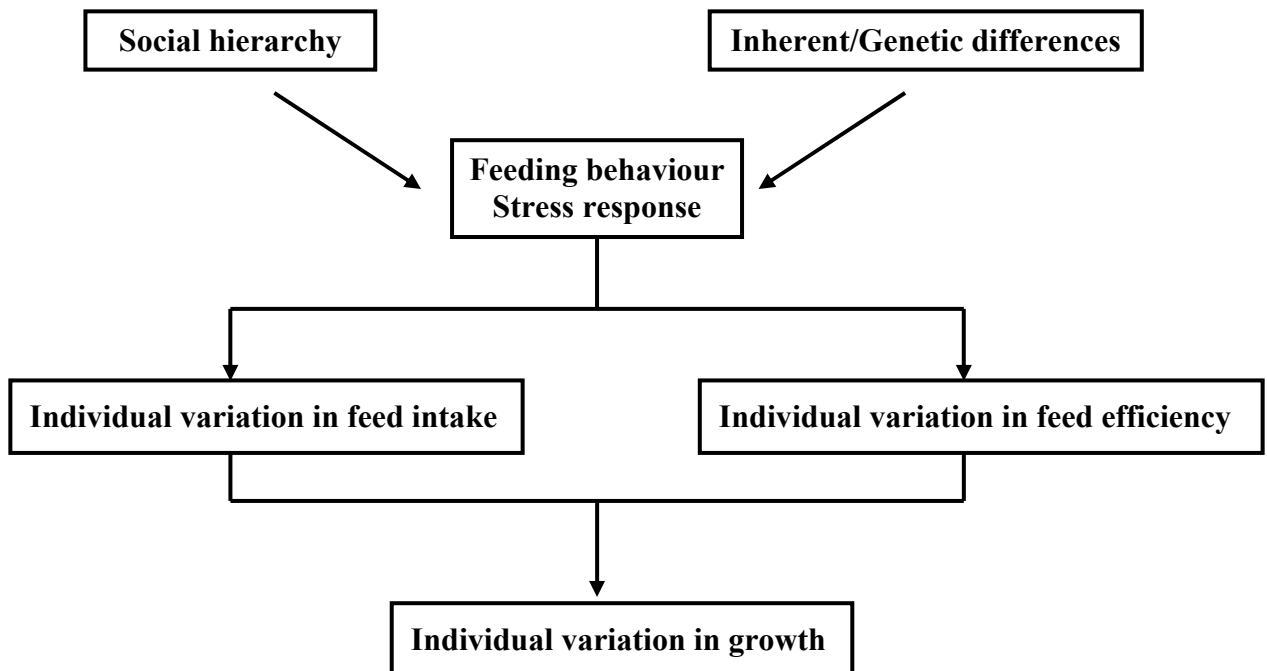 Social hierarchy
Inherent/Genetic differences
Feeding behaviour
Stress response
Individual variation in feed intake
Individual variation in feed efficiency
Individual variation in growth